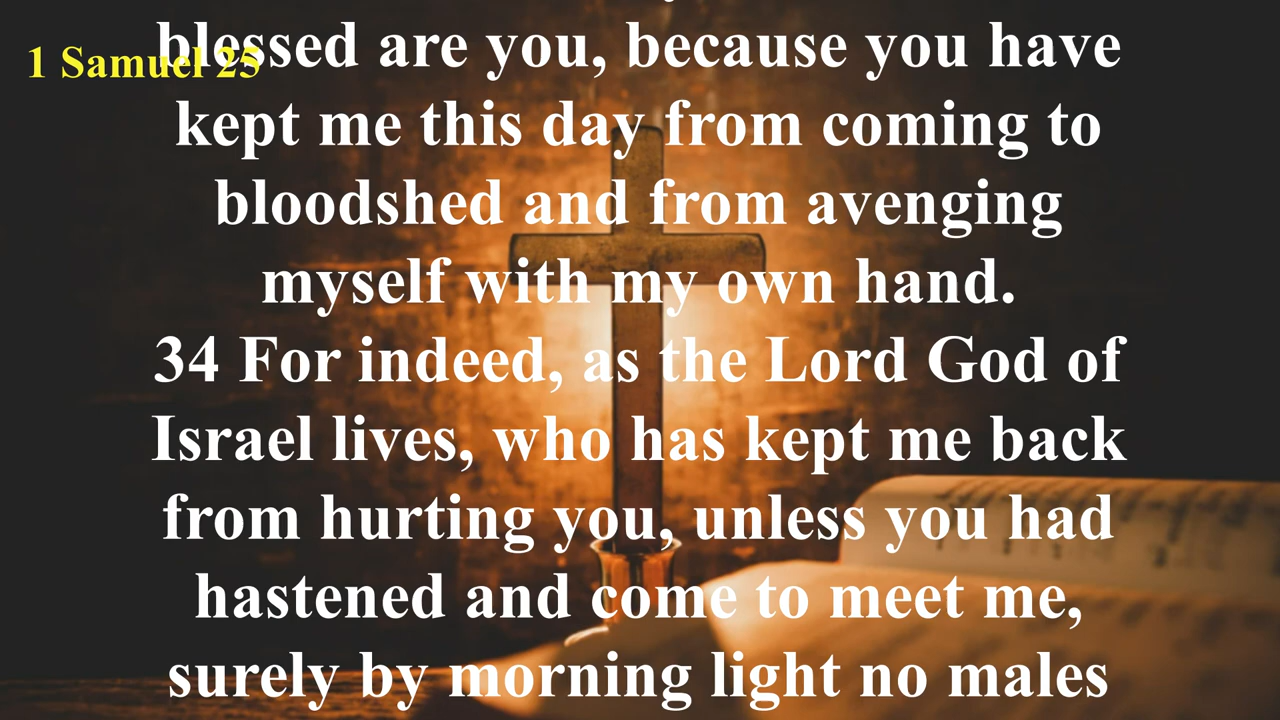 1 Samuel 25
blessed are you, because you have
kept me this day from coming to
bloodshed and from avenging
myself with my own hand.
34 For indeed, as the Lord God of
Israel lives, who has kept me back
from hurting you, unless you had
hastened and come to meet me,
surely by morning light no males